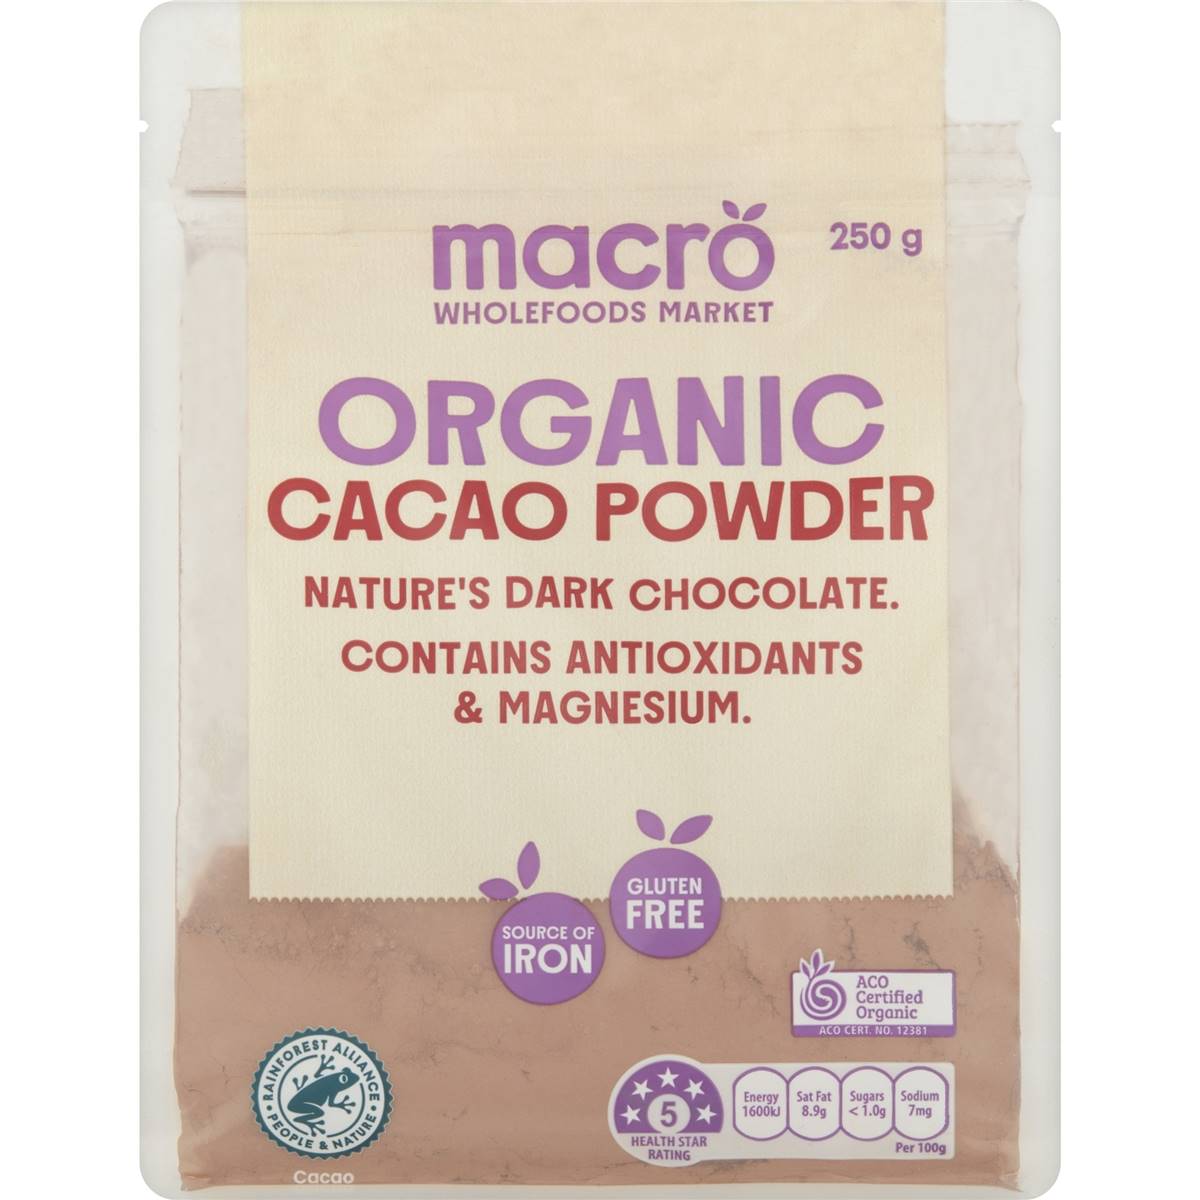 macro
WHOLEFOODS MARKET
250 g
ORGANIC
CACAO POWDER
NATURE'S DARK CHOCOLATE.
CONTAINS ANTIOXIDANTS
& MAGNESIUM.
GLUTEN
FREE
SOURCE OF
IRON
ACO
Certified
Organic
ACO CERT. NO. 12381
RAINFOREST ALLIANCE
PEOPLE & NATURE
Cacao
5
HEALTH STAR
RATING
Energy
1600kJ
Sat Fat
8.9g
Sugars
< 1.0g
Sodium
7mg
Per 100g